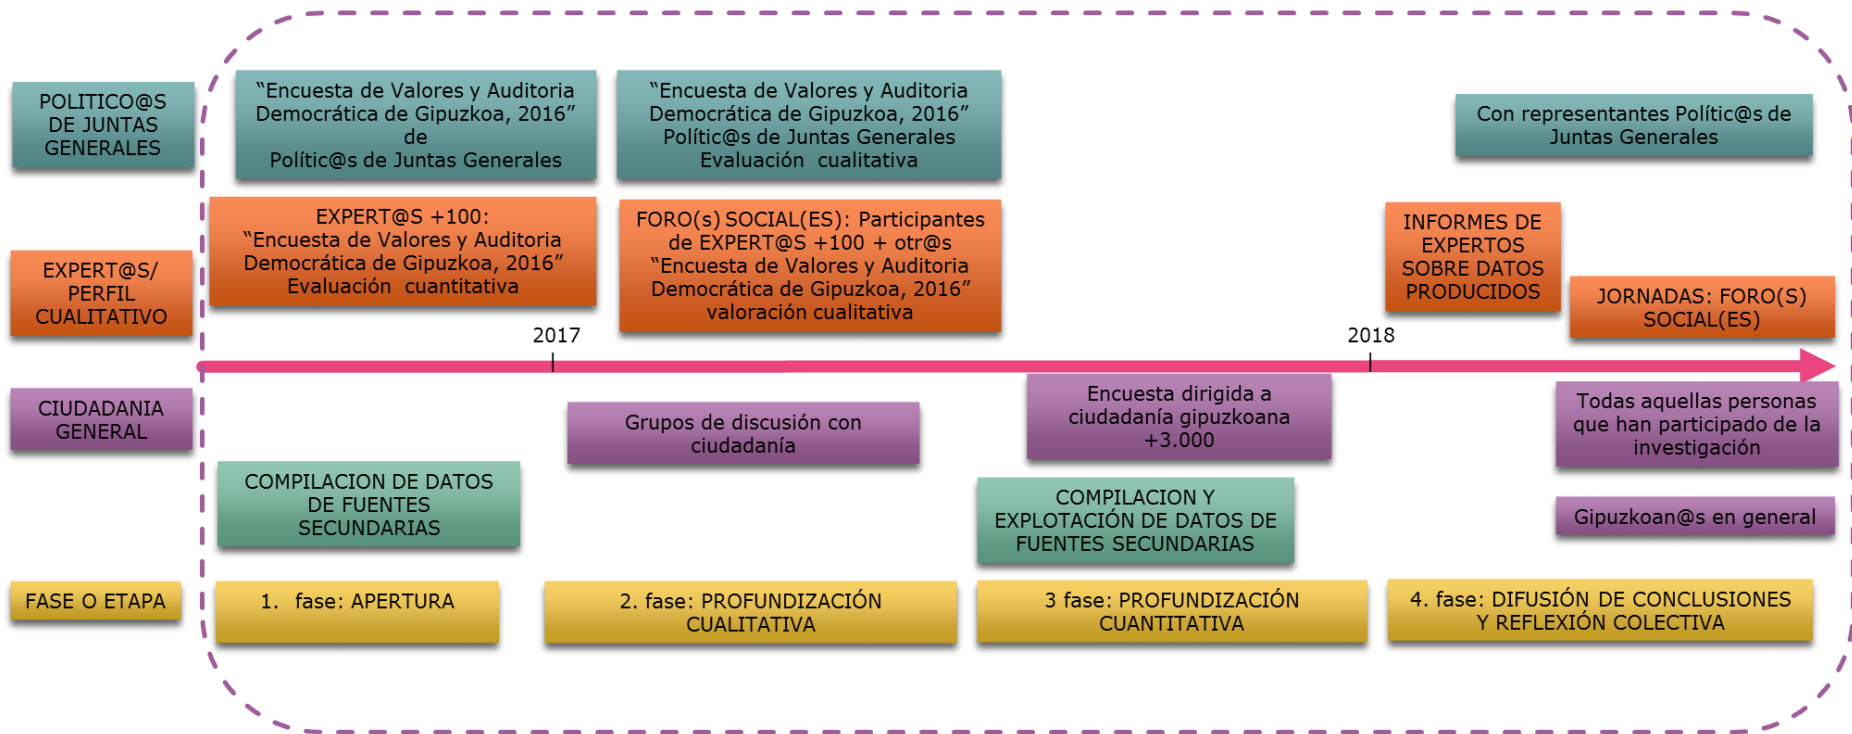 POLITICO@S
DE JUNTAS
GENERALES
“Encuesta de Valores y Auditoria
Democrática de Gipuzkoa, 2016”
de
Polític@s de Juntas Generales
“Encuesta de Valores y Auditoria
Democrática de Gipuzkoa, 2016”
Polític@s de Juntas Generales
Evaluación cualitativa
Con representantes Polític@s de
Juntas Generales
EXPERT@S/
PERFIL
CUALITATIVO
EXPERT@S +100:
“Encuesta de Valores y Auditoria
Democrática de Gipuzkoa, 2016”
Evaluación cuantitativa
FORO(s) SOCIAL(ES): Participantes
de EXPERT@S +100 + otr@s
“Encuesta de Valores y Auditoria
Democrática de Gipuzkoa, 2016”
valoración cualitativa
INFORMES DE
EXPERTOS
SOBRE DATOS
PRODUCIDOS
JORNADAS: FORO(S)
SOCIAL(ES)
2017
2018
CIUDADANIA
GENERAL
Grupos de discusión con
ciudadanía
Encuesta dirigida a
ciudadanía gipuzkoana
+3.000
Todas aquellas personas
que han participado de la
investigación
COMPILACION DE DATOS
DE FUENTES
SECUNDARIAS
COMPILACION Y
EXPLOTACIÓN DE DATOS DE
FUENTES SECUNDARIAS
Gipuzkoan@s en general
FASE O ETAPA
1. fase: APERTURA
2. fase: PROFUNDIZACIÓN
CUALITATIVA
3 fase: PROFUNDIZACIÓN
CUANTITATIVA
4. fase: DIFUSIÓN DE CONCLUSIONES
Y REFLEXIÓN COLECTIVA